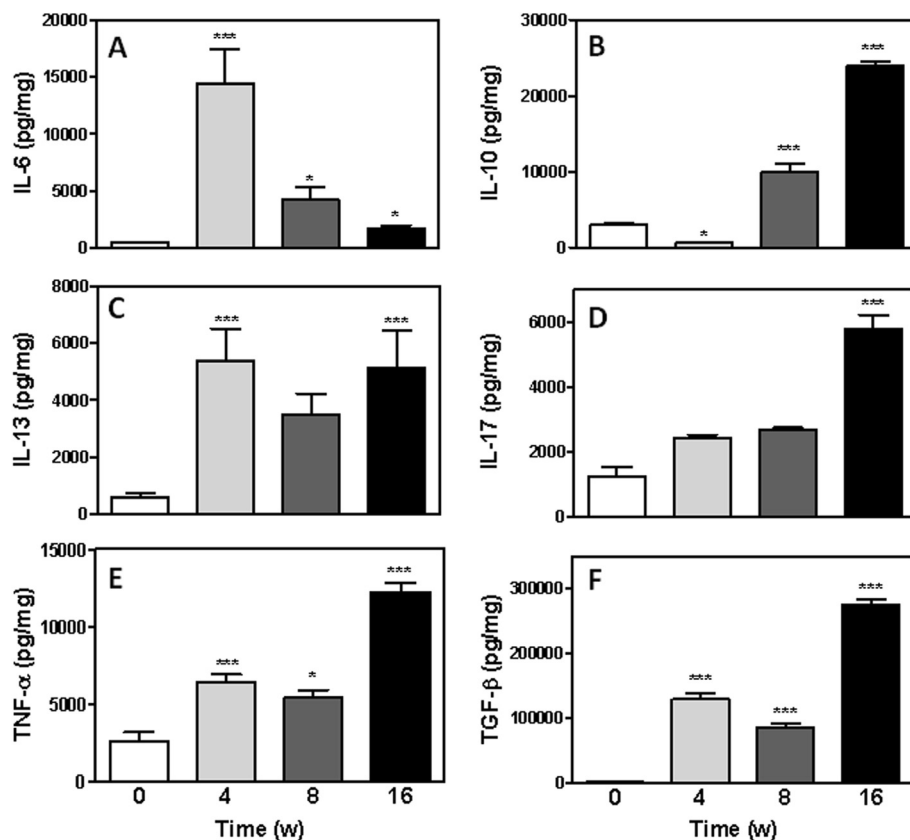 A
IL-6 (pg/mg)
20000
15000
10000
5000
0
***
*
*
B
IL-10 (pg/mg)
30000
20000
10000
0
*
***
***
C
IL-13 (pg/mg)
8000
6000
4000
2000
0
***
***
D
IL-17 (pg/mg)
6000
4000
2000
0
***
E
TNF-α (pg/mg)
15000
10000
5000
0
***
*
***
0 4 8 16
Time (w)
F
TGF-β (pg/mg)
300000
200000
100000
0
***
***
***
0 4 8 16
Time (w)